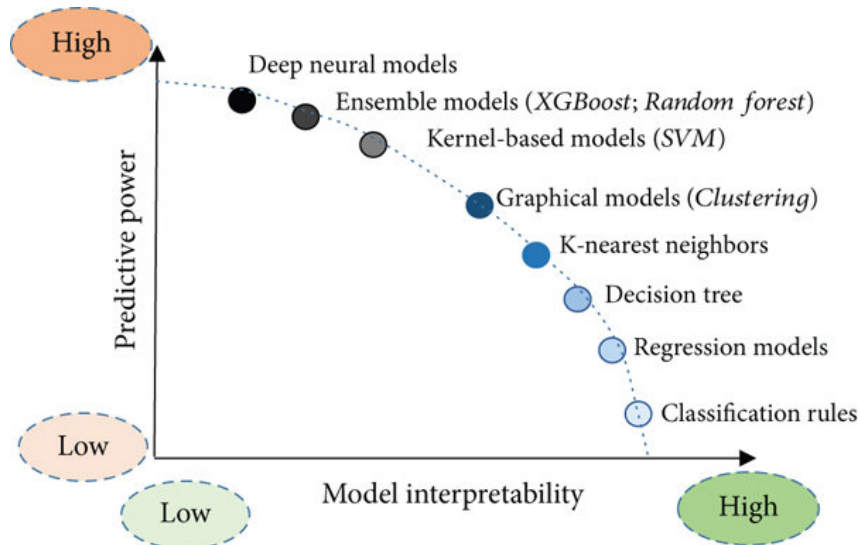 High
Deep neural models
Ensemble models (XGBoost; Random forest)
Kernel-based models (SVM)
Graphical models (Clustering)
K-nearest neighbors
Decision tree
Regression models
Classification rules
Predictive power
Low
Low
Model interpretability
High